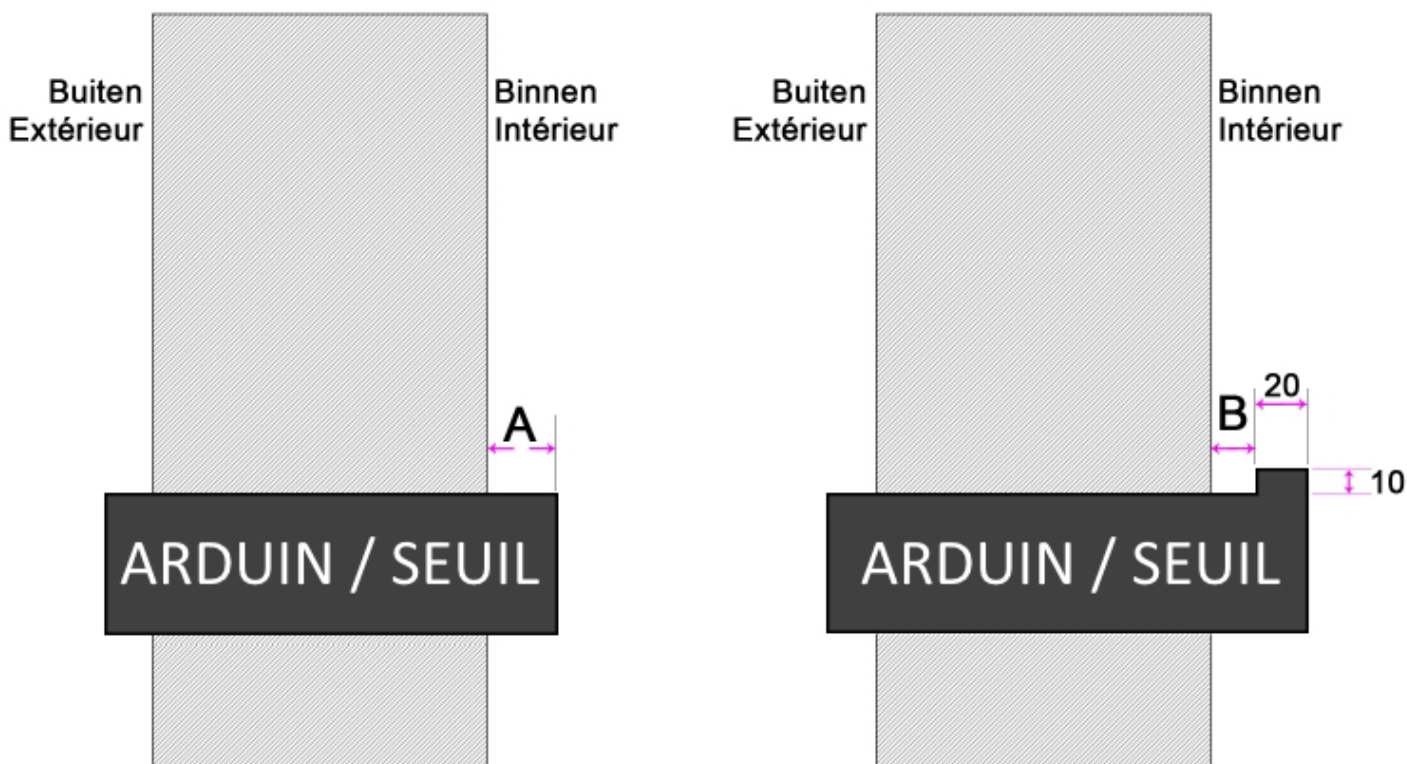 Buiten
Extérieur
Binnen
Intérieur
A
ARDUIN / SEUIL
Buiten
Extérieur
Binnen
Intérieur
20
B
10
ARDUIN / SEUIL